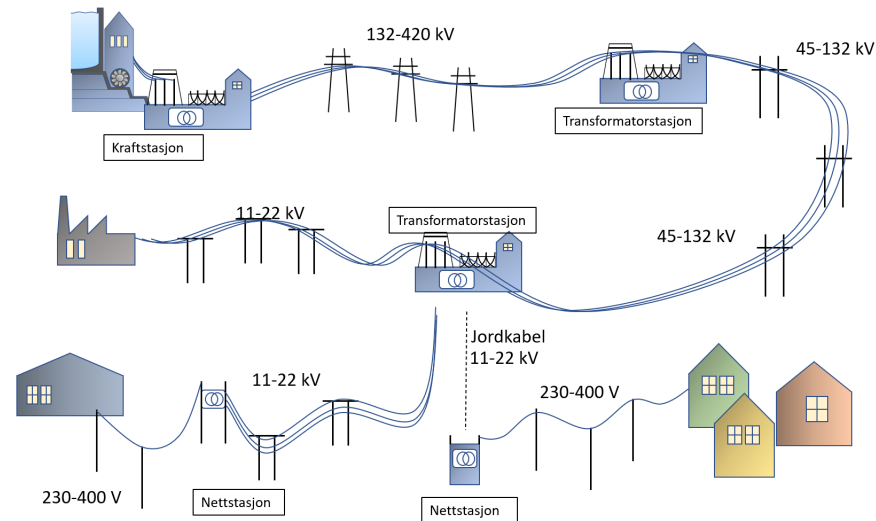 132-420 kV
45-132 kV
Kraftstasjon
Transformatorstasjon
11-22 kV
Transformatorstasjon
45-132 kV
Jordkabel
11-22 kV
11-22 kV
230-400 V
230-400 V
Nettstasjon
Nettstasjon